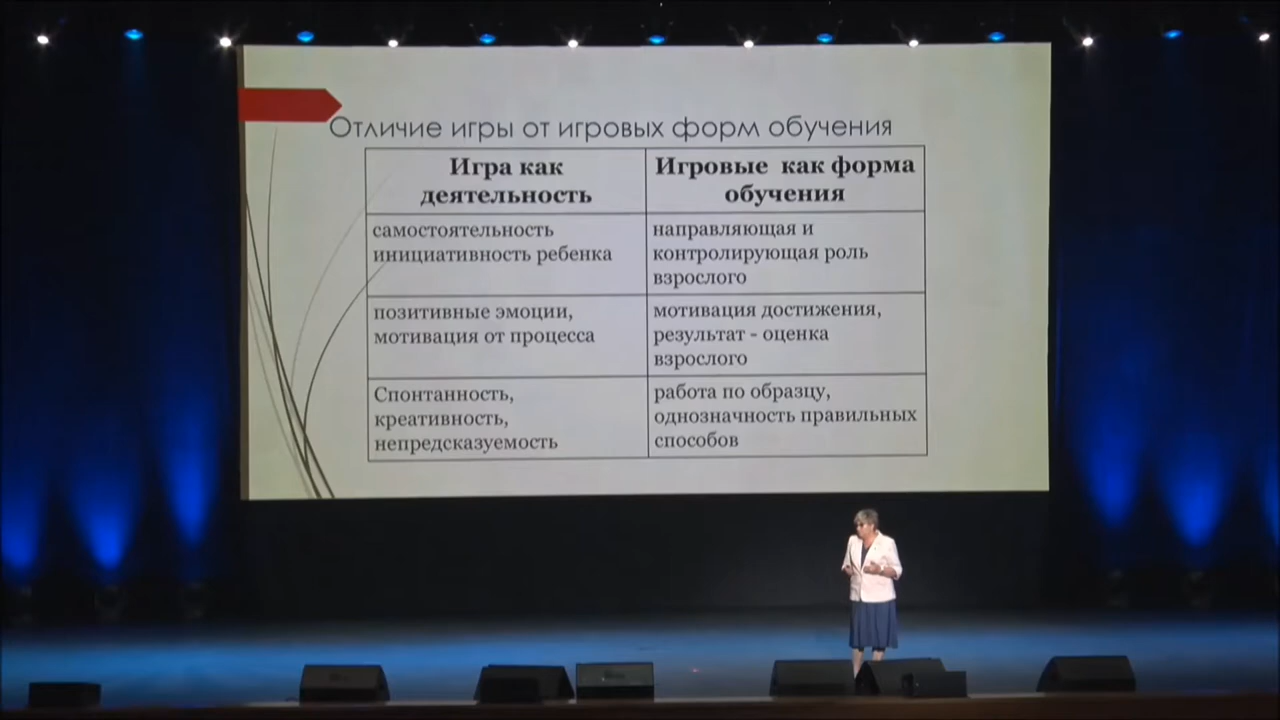 Отличие игры от игровых форм обучения
Игра как
деятельность
Игровые как форма
обучения
самостоятельность
инициативность ребенка
направляющая и
контролирующая роль
взрослого
позитивные эмоции,
мотивация от процесса
мотивация достижения,
результат - оценка
взрослого
Спонтанность,
креативность,
непредсказуемость
работа по образцу,
однозначность правильных
способов